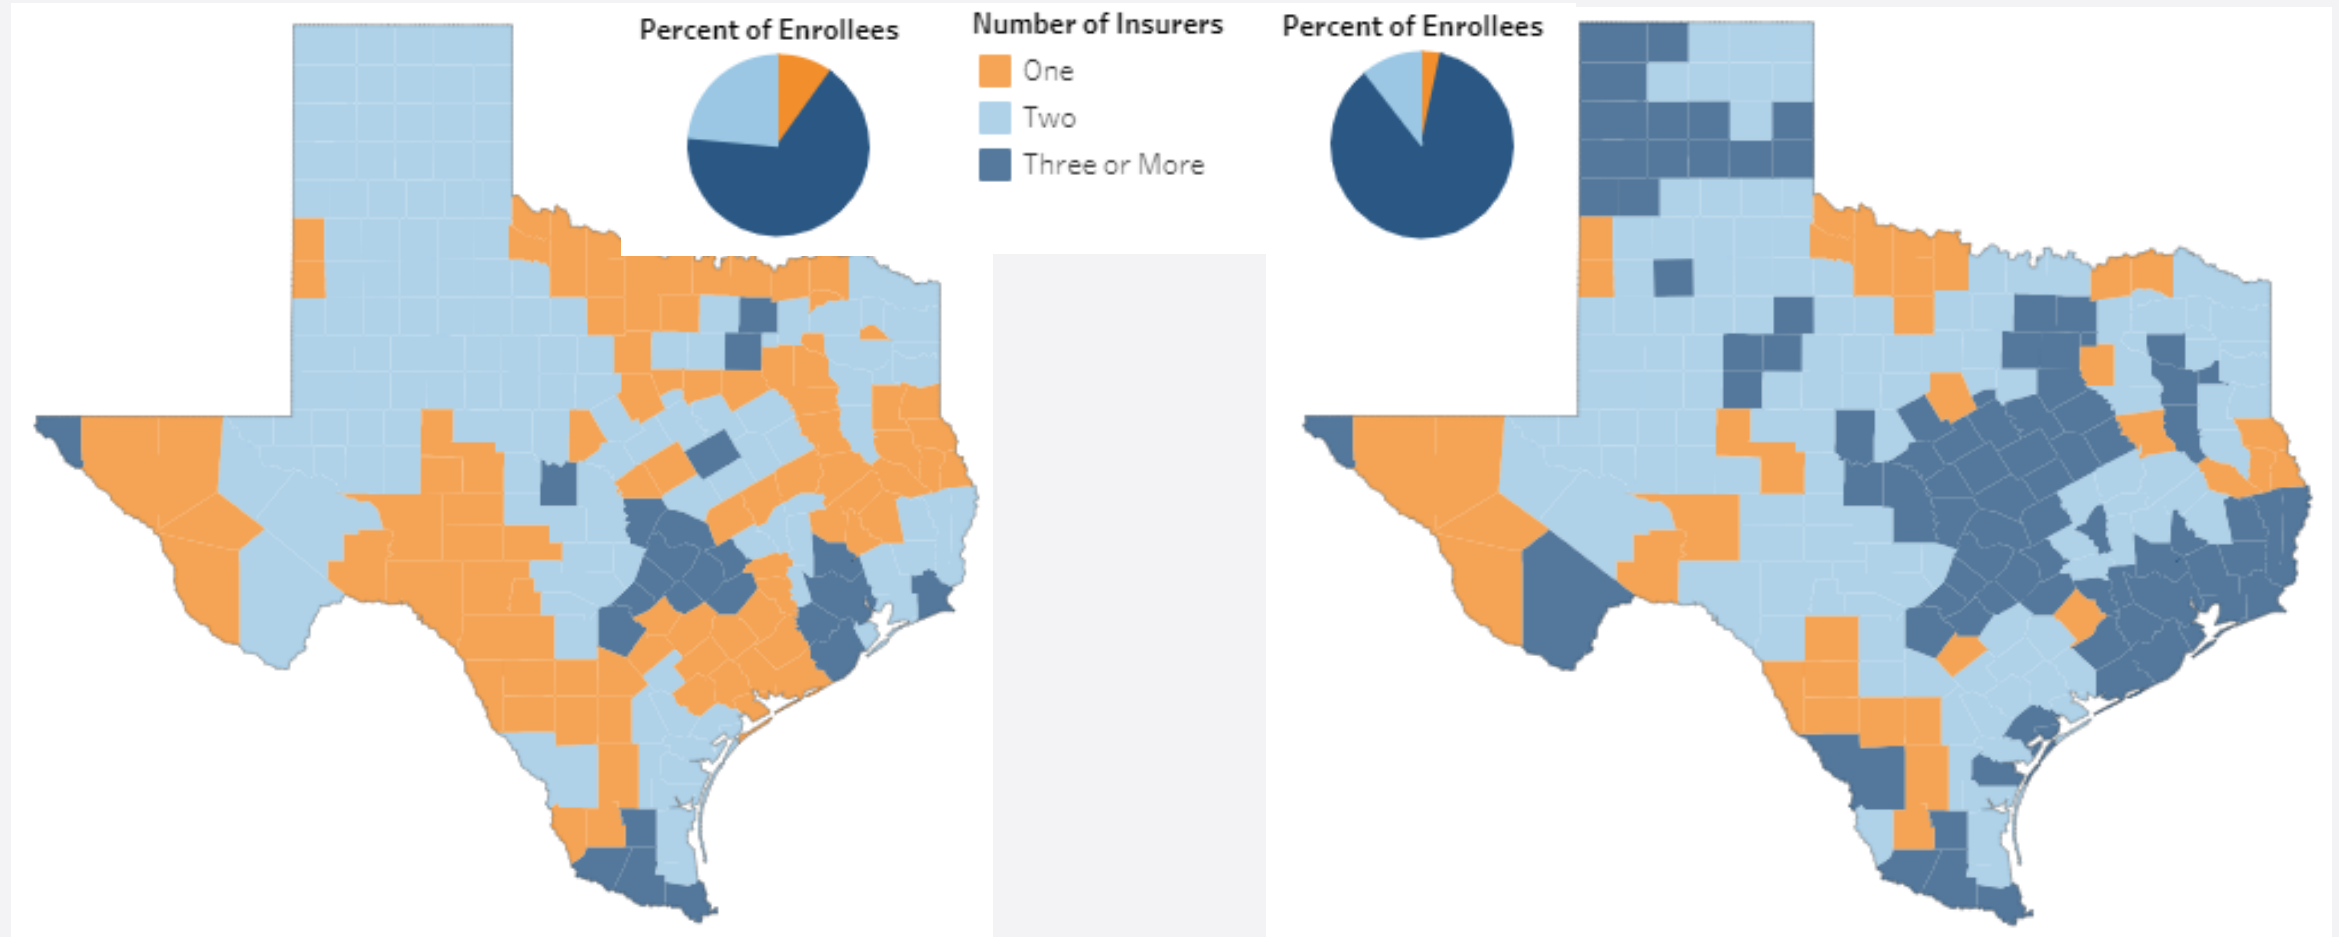 Percent of Enrollees
Number of Insurers
One
Two
Three or More
Percent of Enrollees